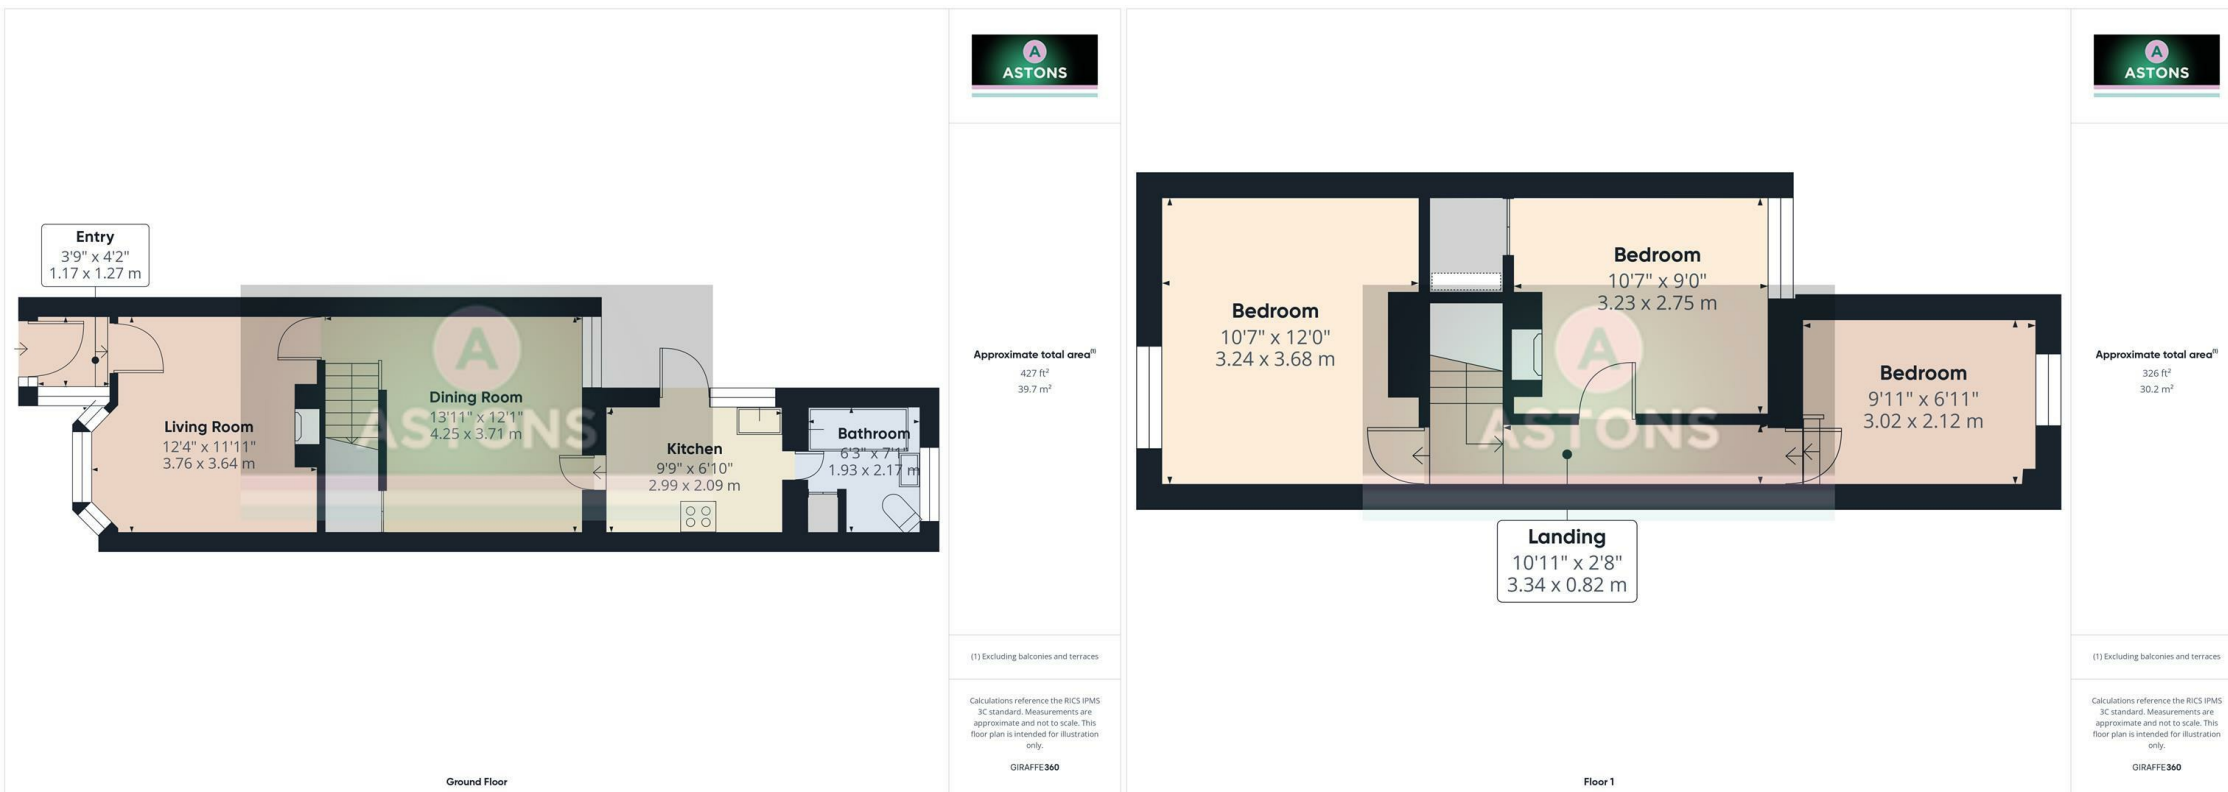 A
ASTONS
Entry
3'9" x 4'2"
1.17 x 1.27 m
Living Room
12'4" x 11'11"
3.76 x 3.64 m
Dining Room
13'11" x 12'1"
4.25 x 3.71 m
Kitchen
9'9" x 6'10"
2.99 x 2.09 m
Bathroom
6'3" x 7'1"
1.93 x 2.17 m
A
ASTONS
Approximate total area(1)
427 ft²
39.7 m²
(1) Excluding balconies and terraces
Calculations reference the RICS IPMS
3C standard. Measurements are
approximate and not to scale. This
floor plan is intended for illustration
only.
GIRAFFE360
Ground Floor
A
ASTONS
Bedroom
10'7" x 12'0"
3.24 x 3.68 m
Bedroom
10'7" x 9'0"
3.23 x 2.75 m
Bedroom
9'11" x 6'11"
3.02 x 2.12 m
A
ASTONS
Landing
10'11" x 2'8"
3.34 x 0.82 m
Approximate total area(1)
326 ft²
30.2 m²
(1) Excluding balconies and terraces
Calculations reference the RICS IPMS
3C standard. Measurements are
approximate and not to scale. This
floor plan is intended for illustration
only.
GIRAFFE360
Floor 1